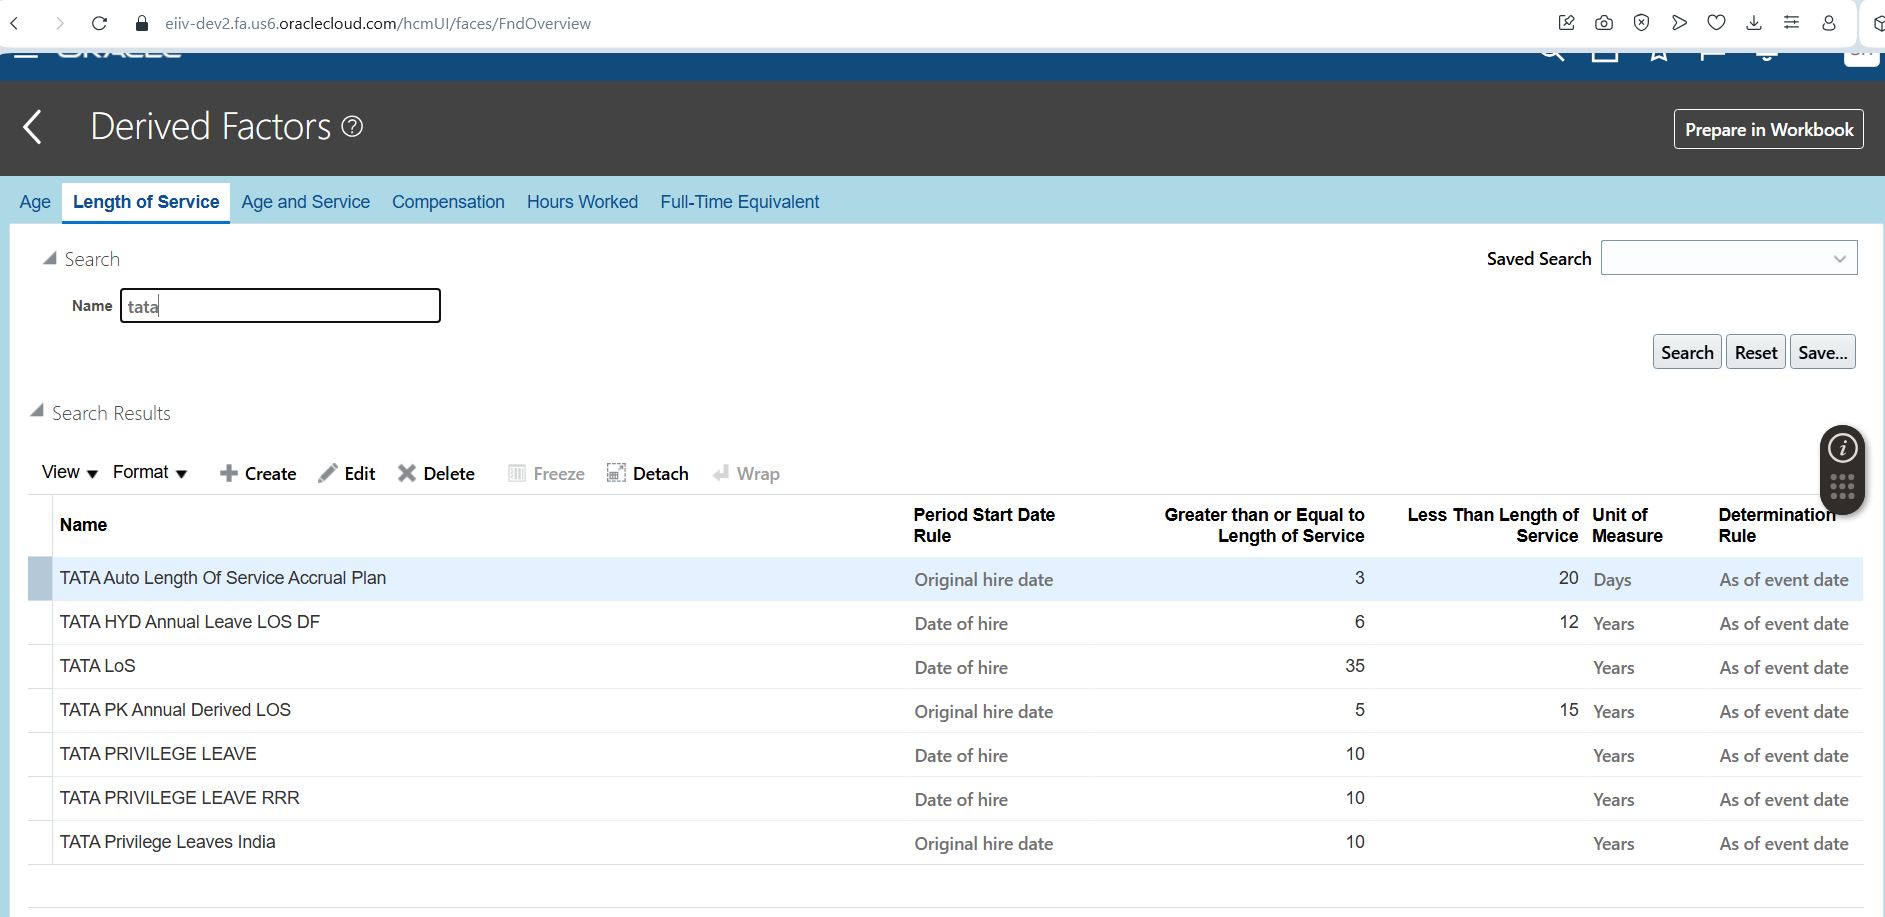 eiiv-dev2.fa.us6.oraclecloud.com/hcmUI/faces/FndOverview
ORACLE
Derived Factors
Prepare in Workbook
Age Length of Service Age and Service Compensation Hours Worked Full-Time Equivalent
Search Saved Search
Name tata
Search Reset Save...
Search Results
View Format Create Edit Delete Freeze Detach Wrap
Name Period Start Date Rule Greater than or Equal to Length of Service Less Than Length of Service Unit of Measure Determination Rule
TATA Auto Length Of Service Accrual Plan Original hire date 3 20 Days As of event date
TATA HYD Annual Leave LOS DF Date of hire 6 12 Years As of event date
TATA LoS Date of hire 35 Years As of event date
TATA PK Annual Derived LOS Original hire date 5 15 Years As of event date
TATA PRIVILEGE LEAVE Date of hire 10 Years As of event date
TATA PRIVILEGE LEAVE RRR Date of hire 10 Years As of event date
TATA Privilege Leaves India Original hire date 10 Years As of event date